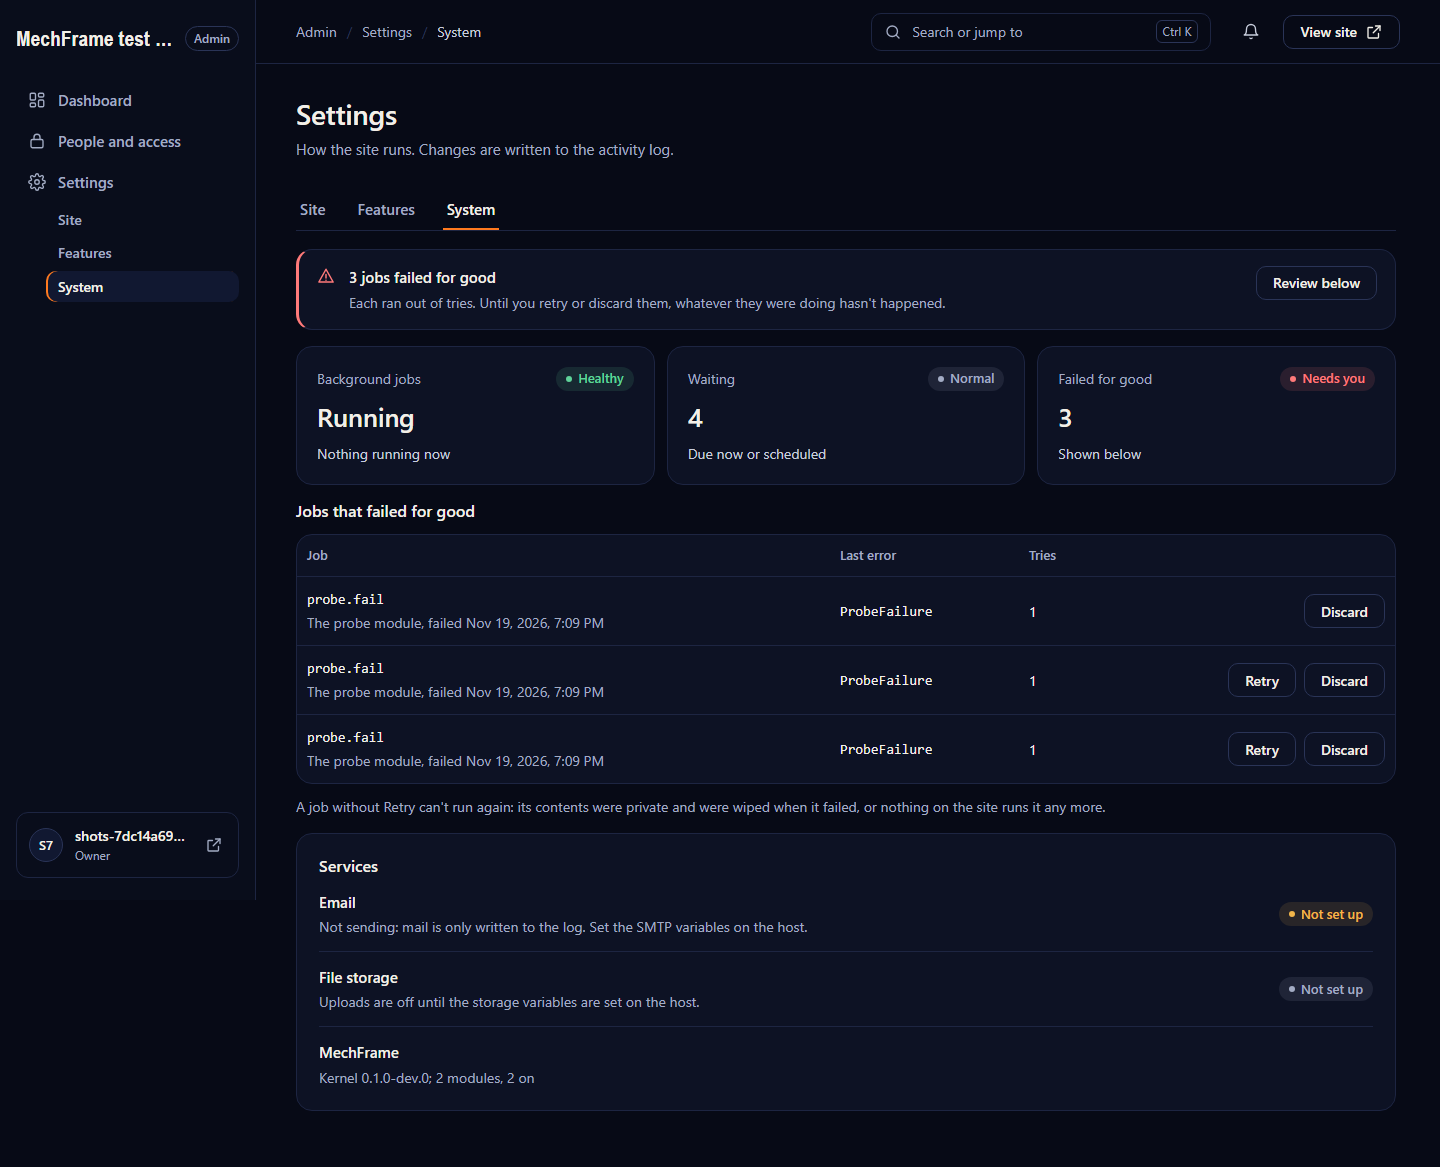 MechFrame test ...
Admin
Admin / Settings / System
Search or jump to
Ctrl K
View site
Dashboard
People and access
Settings
Site
Features
System
Settings
How the site runs. Changes are written to the activity log.
Site
Features
System
3 jobs failed for good
Each ran out of tries. Until you retry or discard them, whatever they were doing hasn't happened.
Review below
Background jobs
Healthy
Running
Nothing running now
Waiting
Normal
4
Due now or scheduled
Failed for good
Needs you
3
Shown below
Jobs that failed for good
Job
Last error
Tries
probe.fail
The probe module, failed Nov 19, 2026, 7:09 PM
ProbeFailure
1
Discard
probe.fail
The probe module, failed Nov 19, 2026, 7:09 PM
ProbeFailure
1
Retry
Discard
probe.fail
The probe module, failed Nov 19, 2026, 7:09 PM
ProbeFailure
1
Retry
Discard
A job without Retry can't run again: its contents were private and were wiped when it failed, or nothing on the site runs it any more.
Services
Email
Not sending: mail is only written to the log. Set the SMTP variables on the host.
Not set up
File storage
Uploads are off until the storage variables are set on the host.
Not set up
MechFrame
Kernel 0.1.0-dev.0; 2 modules, 2 on
S7
shots-7dc14a69...
Owner